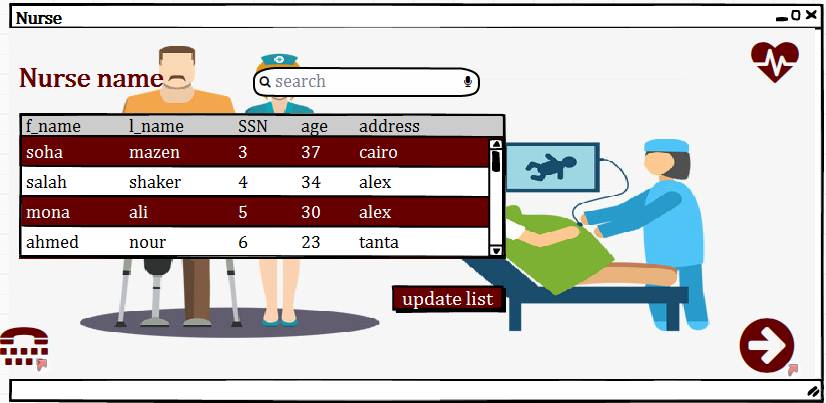 Nurse
Nurse name
search
f_name l_name SSN age address
soha mazen 3 37 cairo
salah shaker 4 34 alex
mona ali 5 30 alex
ahmed nour 6 23 tanta
update list